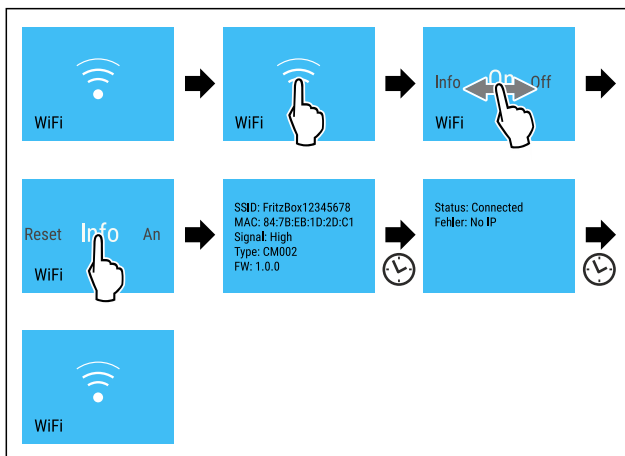 WiFi
WiFi
Info On Off
WiFi
Reset Info An
WiFi
SSID: FritzBox12345678
MAC: 84:7B:EB:1D:2D:C1
Signal: High
Type: CM002
FW: 1.0.0
Status: Connected
Fehler: No IP
WiFi